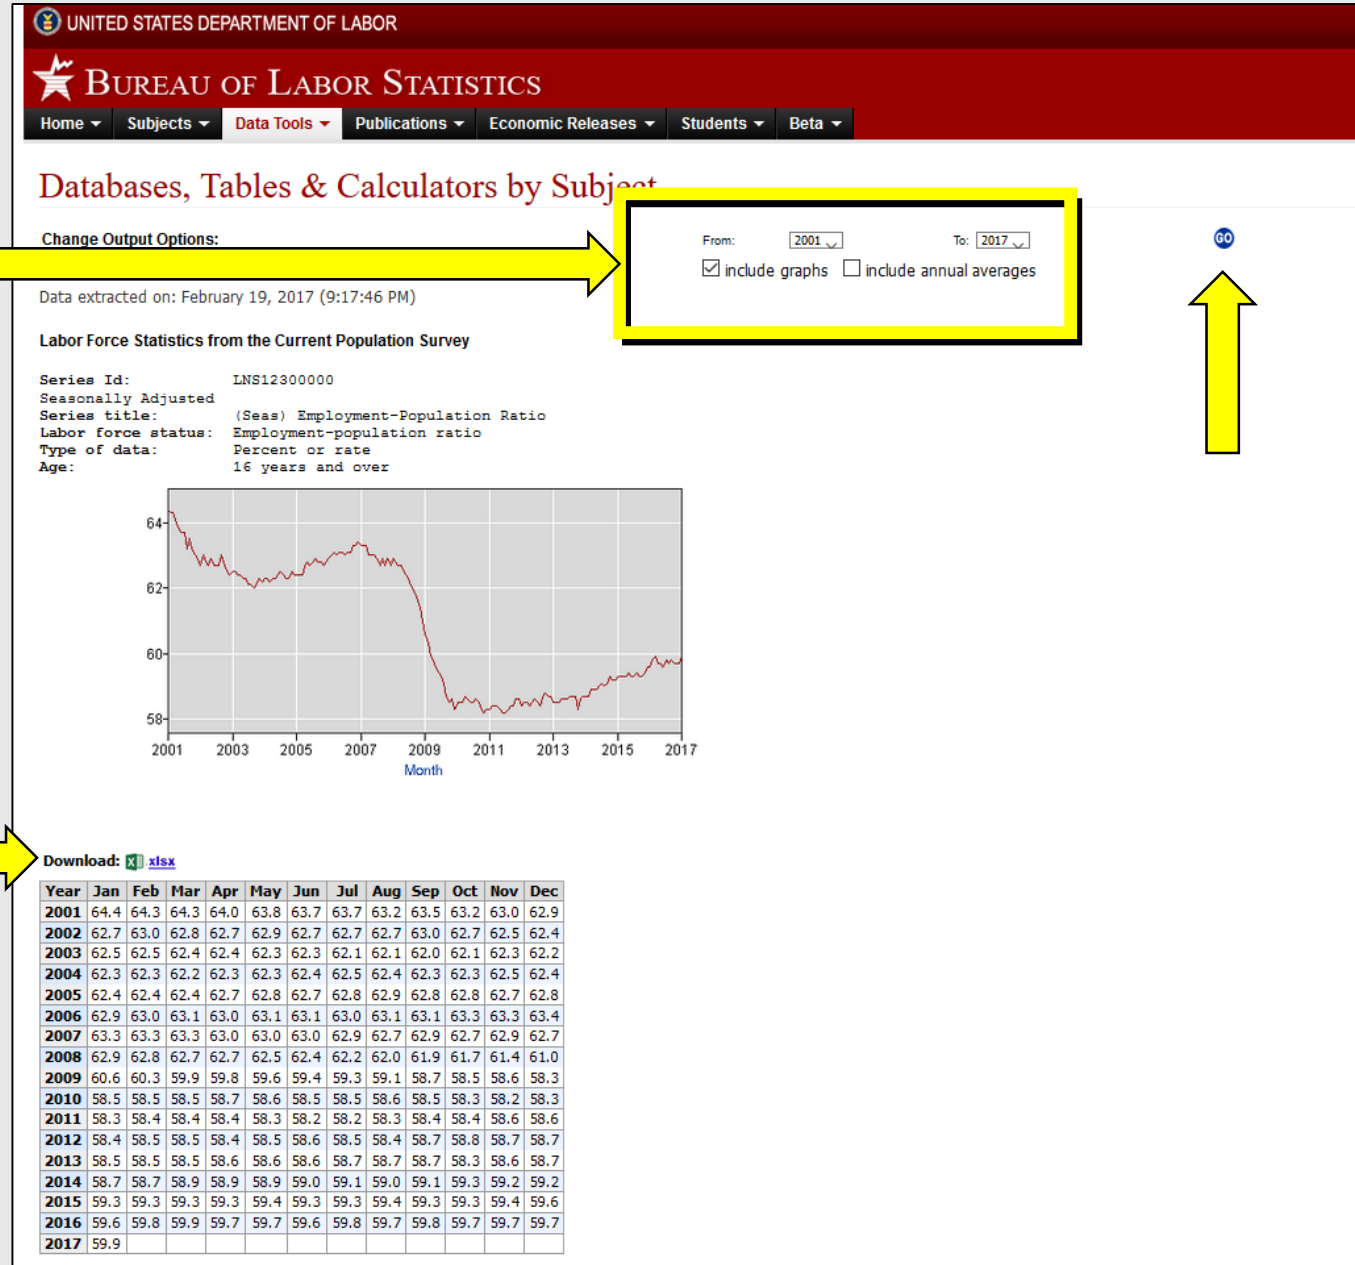 UNITED STATES DEPARTMENT OF LABOR
BUREAU OF LABOR STATISTICS
Home Subjects Data Tools Publications Economic Releases Students Beta
Databases, Tables & Calculators by Subject
Change Output Options:
From: 2001 To: 2017
GO
include graphs include annual averages
Data extracted on: February 19, 2017 (9:17:46 PM)
Labor Force Statistics from the Current Population Survey
Series Id: LNS12300000
Seasonally Adjusted
Series title: (Seas) Employment-Population Ratio
Labor force status: Employment-population ratio
Type of data: Percent or rate
Age: 16 years and over
64
62
60
58
2001 2003 2005 2007 2009 2011 2013 2015 2017
Month
Download: xlsx
Year Jan Feb Mar Apr May Jun Jul Aug Sep Oct Nov Dec
2001 64.4 64.3 64.3 64.0 63.8 63.7 63.7 63.2 63.5 63.2 63.0 62.9
2002 62.7 63.0 62.8 62.7 62.9 62.7 62.7 62.7 63.0 62.7 62.5 62.4
2003 62.5 62.5 62.4 62.4 62.3 62.3 62.1 62.1 62.0 62.1 62.3 62.2
2004 62.3 62.3 62.2 62.3 62.3 62.4 62.5 62.4 62.3 62.3 62.5 62.4
2005 62.4 62.4 62.4 62.7 62.8 62.7 62.8 62.9 62.8 62.8 62.7 62.8
2006 62.9 63.0 63.1 63.0 63.1 63.1 63.0 63.1 63.1 63.3 63.3 63.4
2007 63.3 63.3 63.3 63.0 63.0 63.0 62.9 62.7 62.9 62.7 62.9 62.7
2008 62.9 62.8 62.7 62.7 62.5 62.4 62.2 62.0 61.9 61.7 61.4 61.0
2009 60.6 60.3 59.9 59.8 59.6 59.4 59.3 59.1 58.7 58.5 58.6 58.3
2010 58.5 58.5 58.5 58.7 58.6 58.5 58.5 58.6 58.5 58.3 58.2 58.3
2011 58.3 58.4 58.4 58.4 58.3 58.2 58.2 58.3 58.4 58.4 58.6 58.6
2012 58.4 58.5 58.5 58.4 58.5 58.6 58.5 58.4 58.7 58.8 58.7 58.7
2013 58.5 58.5 58.5 58.6 58.6 58.6 58.7 58.7 58.7 58.3 58.6 58.7
2014 58.7 58.7 58.9 58.9 58.9 59.0 59.1 59.0 59.1 59.3 59.2 59.2
2015 59.3 59.3 59.3 59.3 59.4 59.3 59.3 59.4 59.3 59.3 59.4 59.6
2016 59.6 59.8 59.9 59.7 59.7 59.6 59.8 59.7 59.8 59.7 59.7 59.7
2017 59.9